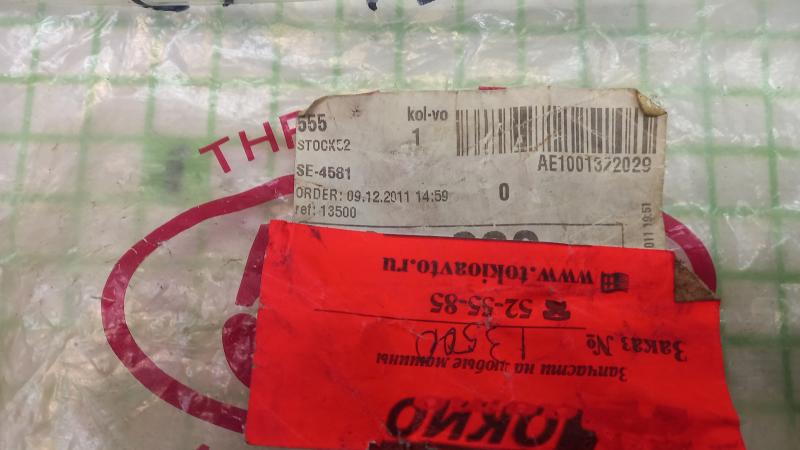 THE
555
kol-vo
STOCK52
1
AE1001372029
SE-4581
ORDER: 09.12.2011 14:59
0
ref: 13500
ТОКИО
Запчасти на любые машины
Заказ № 13500
☎ 52-55-85
www.tokioavto.ru